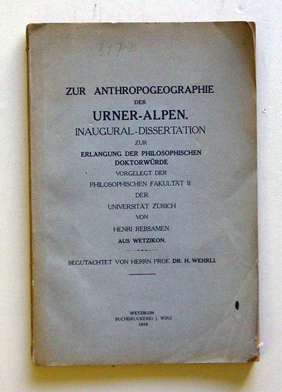 ZUR ANTHROPOGEOGRAPHIE
DER
URNER-ALPEN.
INAUGURAL-DISSERTATION
ZUR
ERLANGUNG DER PHILOSOPHISCHEN
DOKTORWÜRDE
VORGELEGT DER
PHILOSOPHISCHEN FAKULTÄT II
DER
UNIVERSITÄT ZÜRICH
VON
HENRI REBSAMEN
AUS WETZIKON.
BEGUTACHTET VON HERRN PROF. DR. H. WEHRLI.
WETZIKON
BUCHDRUCKEREI J. WIRZ